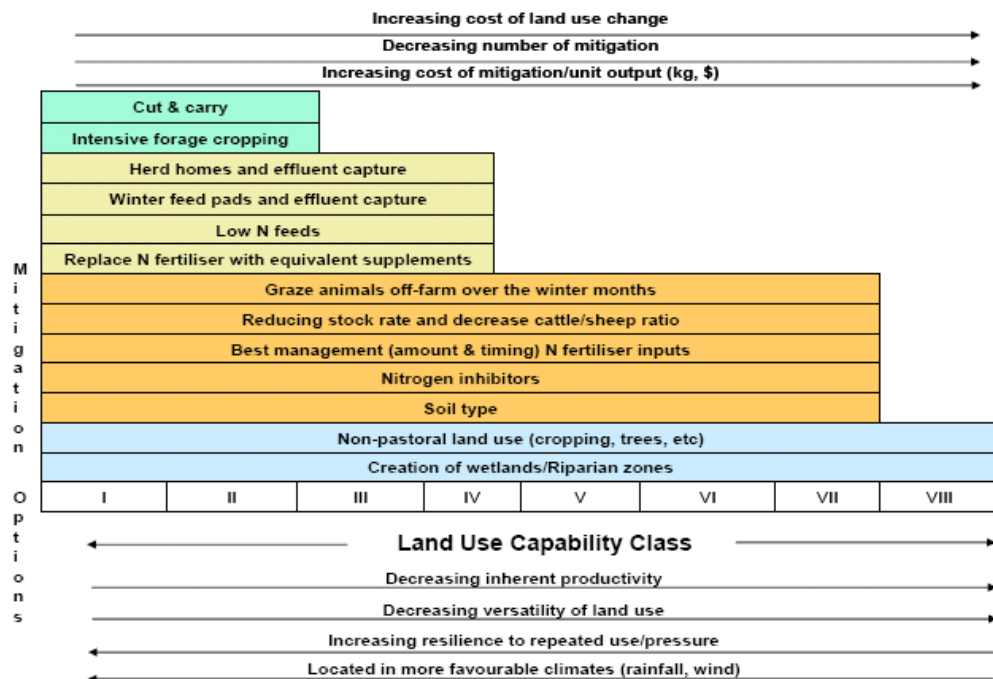 Increasing cost of land use change
Decreasing number of mitigation
Increasing cost of mitigation/unit output (kg, $)
Cut & carry
Intensive forage cropping
Herd homes and effluent capture
Winter feed pads and effluent capture
Low N feeds
Replace N fertiliser with equivalent supplements
Graze animals off-farm over the winter months
Reducing stock rate and decrease cattle/sheep ratio
Best management (amount & timing) N fertiliser inputs
Nitrogen inhibitors
Soil type
Non-pastoral land use (cropping, trees, etc)
Creation of wetlands/Riparian zones
Mitigation Options
I II III IV V VI VII VIII
Land Use Capability Class
Decreasing inherent productivity
Decreasing versatility of land use
Increasing resilience to repeated use/pressure
Located in more favourable climates (rainfall, wind)